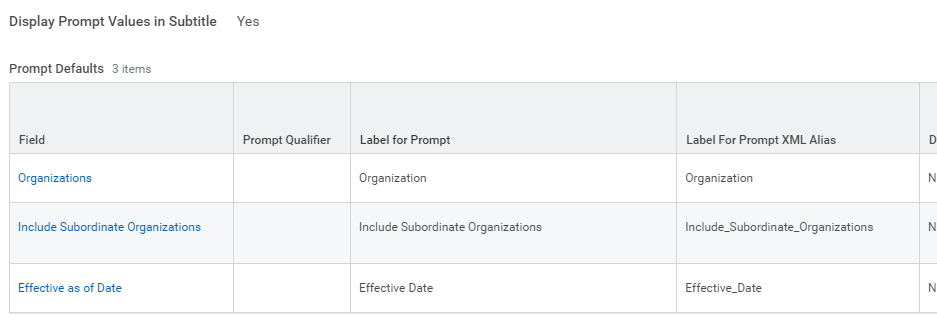 Display Prompt Values in Subtitle Yes
Prompt Defaults 3 items
Field Prompt Qualifier Label for Prompt Label For Prompt XML Alias D
Organizations Organization Organization N
Include Subordinate Organizations Include Subordinate Organizations Include_Subordinate_Organizations N
Effective as of Date Effective Date Effective_Date N